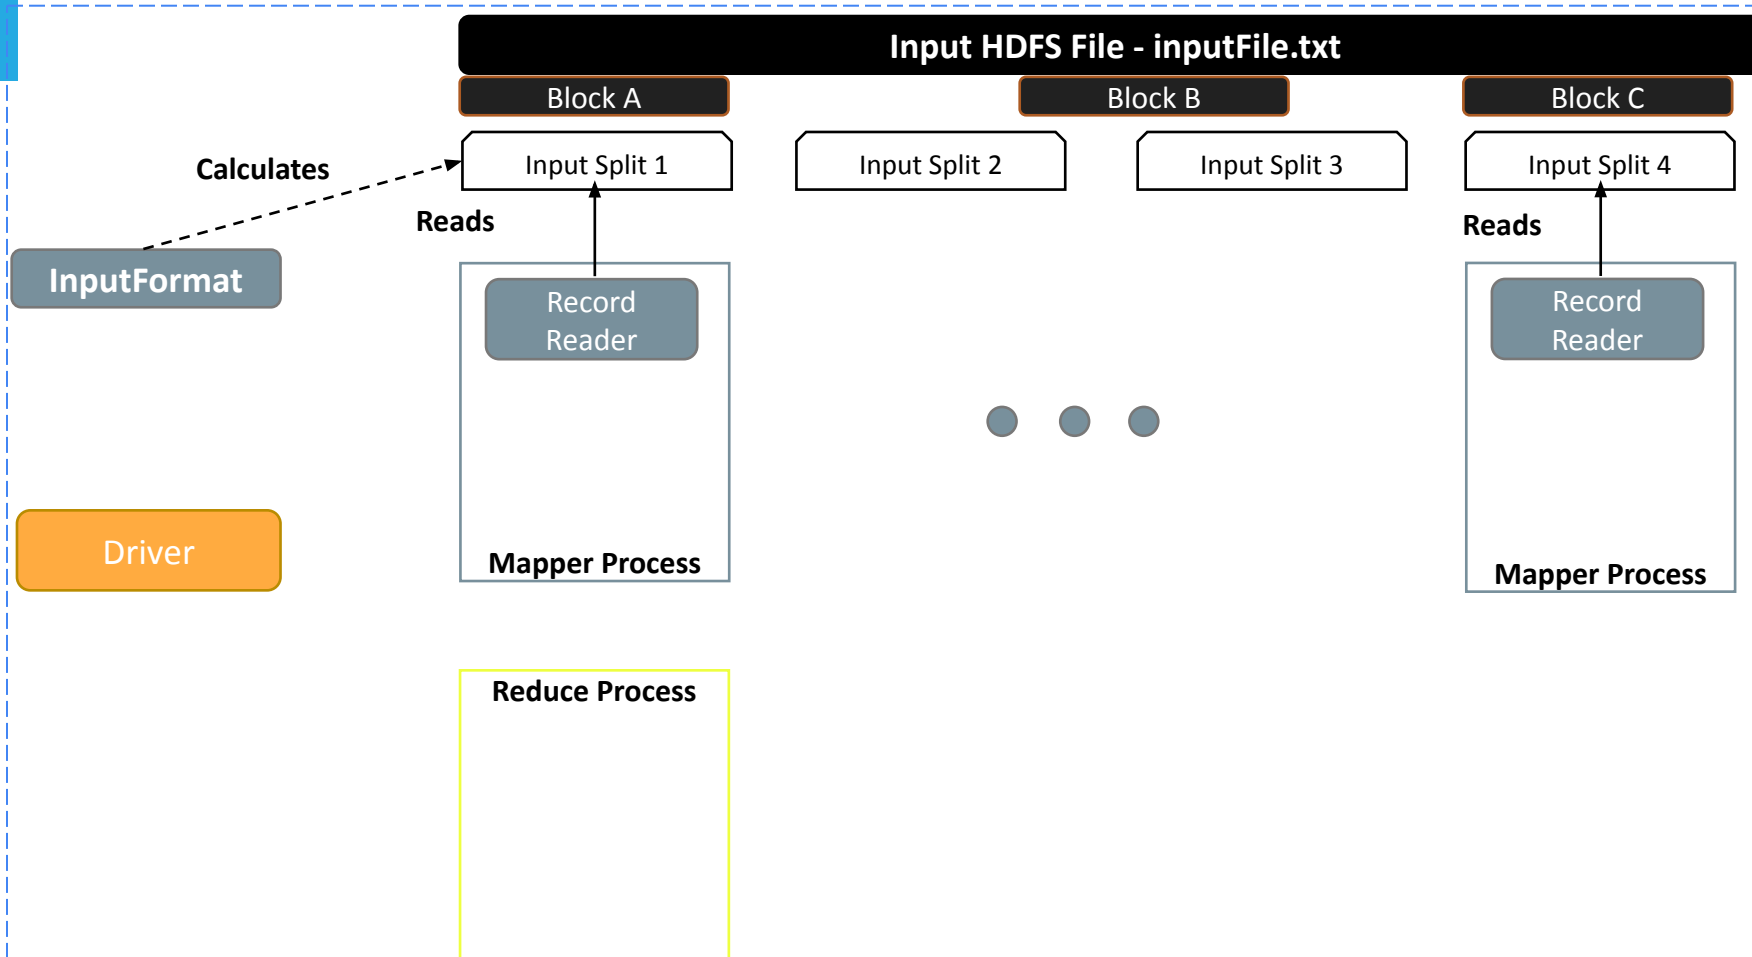 Input HDFS File - inputFile.txt
Block A
Block B
Block C
Calculates
Input Split 1
Input Split 2
Input Split 3
Input Split 4
Reads
Reads
InputFormat
Record
Reader
Record
Reader
Driver
Mapper Process
Mapper Process
Reduce Process